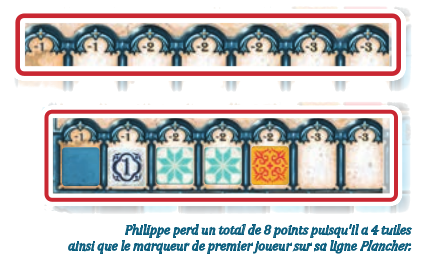 -1 -1 -2 -2 -2 -3 -3
-1 -1 -2 -2 -2 -3 -3
1
Philippe perd un total de 8 points puisqu'il a 4 tuiles
ainsi que le marqueur de premier joueur sur sa ligne Plancher.